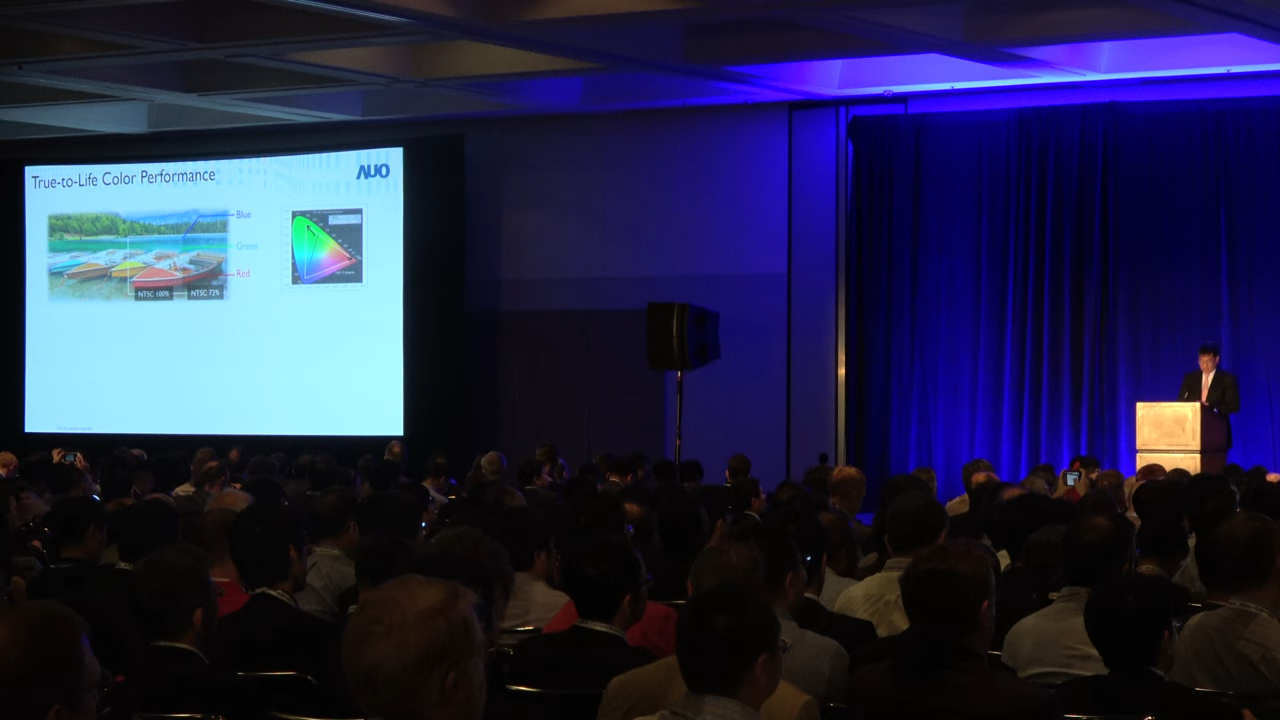 True-to-Life Color Performance
AUO
Blue
Green
Red
NTSC 100%
NTSC 72%